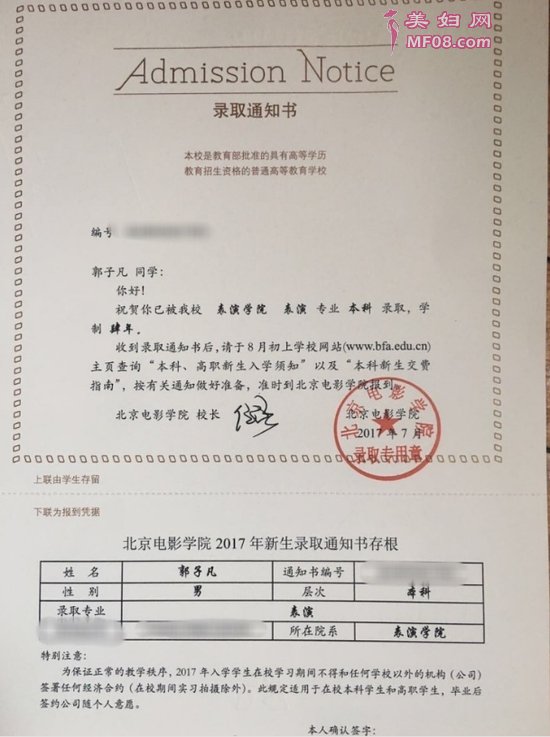 美妇网
MF08.com
Admission Notice
录取通知书
本校是教育部批准的具有高等学历
教育招生资格的普通高等教育学校
编号
郭子凡 同学：
你好！
祝贺你已被我校 表演学院 表演 专业 本科 录取，学
制 肆年。
收到录取通知书后，请于8月初上学校网站(www.bfa.edu.cn)
主页查询“本科、高职新生入学须知”以及“本科新生交费
指南”，按有关通知做好准备，准时到北京电影学院报到。
北京电影学院 校长
北京电影学院
2017 年 7 月
北京电影学院
录取专用章
上联由学生存留
下联为报到凭据
北京电影学院 2017 年新生录取通知书存根
姓 名 郭子凡 通知书编号
性 别 男 层次 本科
录取专业 表演
所在院系 表演学院
特别注意：
为保证正常的教学秩序，2017 年入学学生在校学习期间不得和任何学校以外的机构（公司）
签署任何经济合约（在校期间实习拍摄除外）。此规定适用于在校本科学生和高职学生，毕业后
签约公司随个人意愿。
本人确认签字：